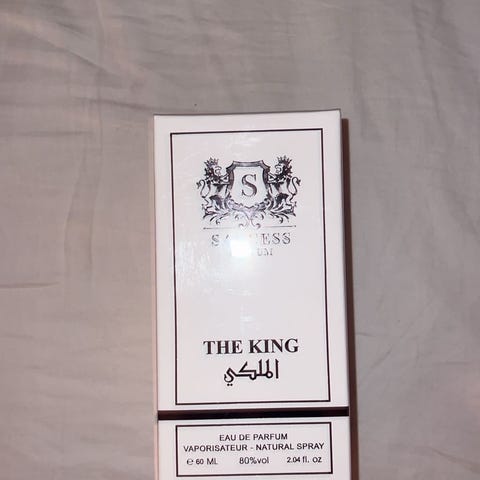 S
THE KING
الملكي
EAU DE PARFUM
VAPORISATEUR - NATURAL SPRAY
e 60 ML 80%vol 2.04 fl. oz